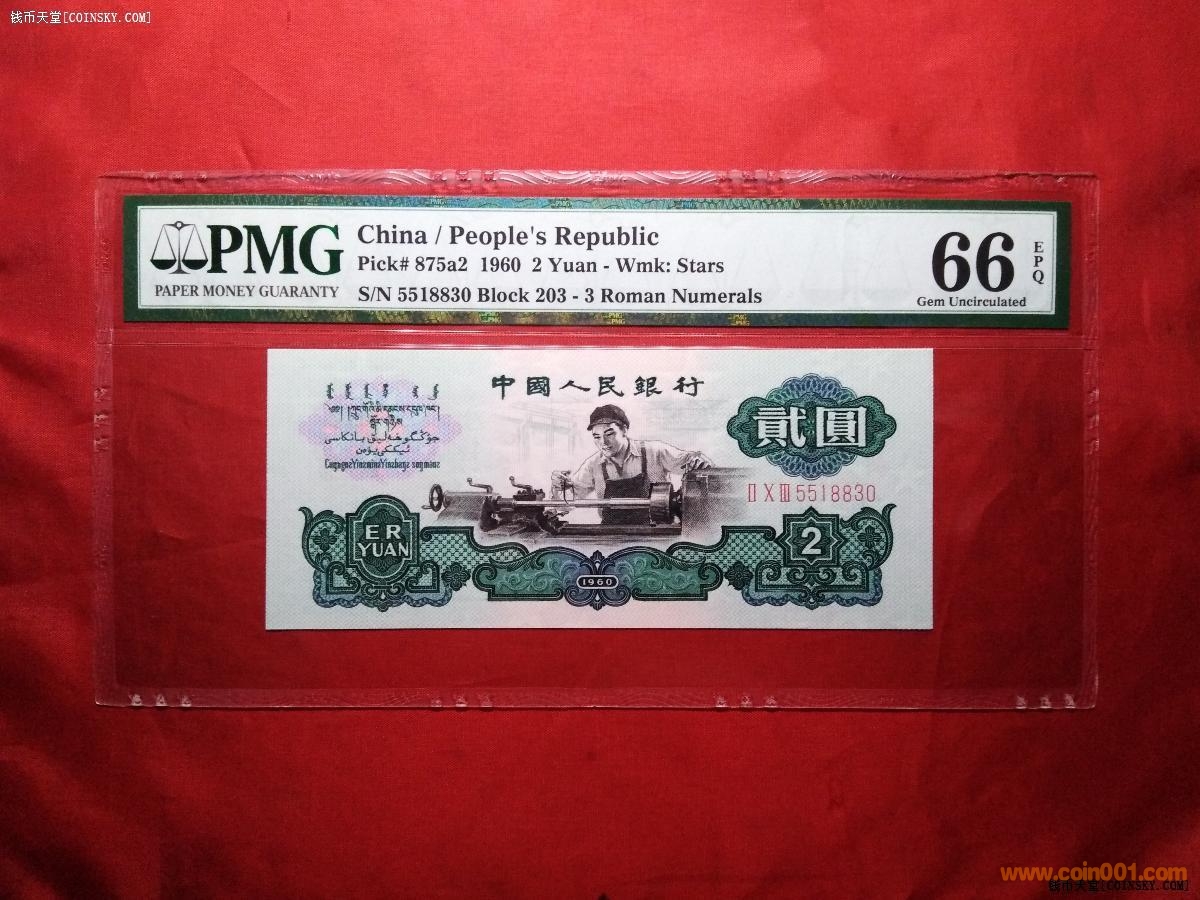 钱币天堂[COINSKY.COM]
PMG
PAPER MONEY GUARANTY
China / People's Republic
Pick# 875a2 1960 2 Yuan - Wmk: Stars
S/N 5518830 Block 203 - 3 Roman Numerals
66
EPQ
Gem Uncirculated
中國人民銀行
貳圓
II X III 5518830
ER
YUAN
2
1960
www.coin001.com
钱币天堂[COINSKY.COM]